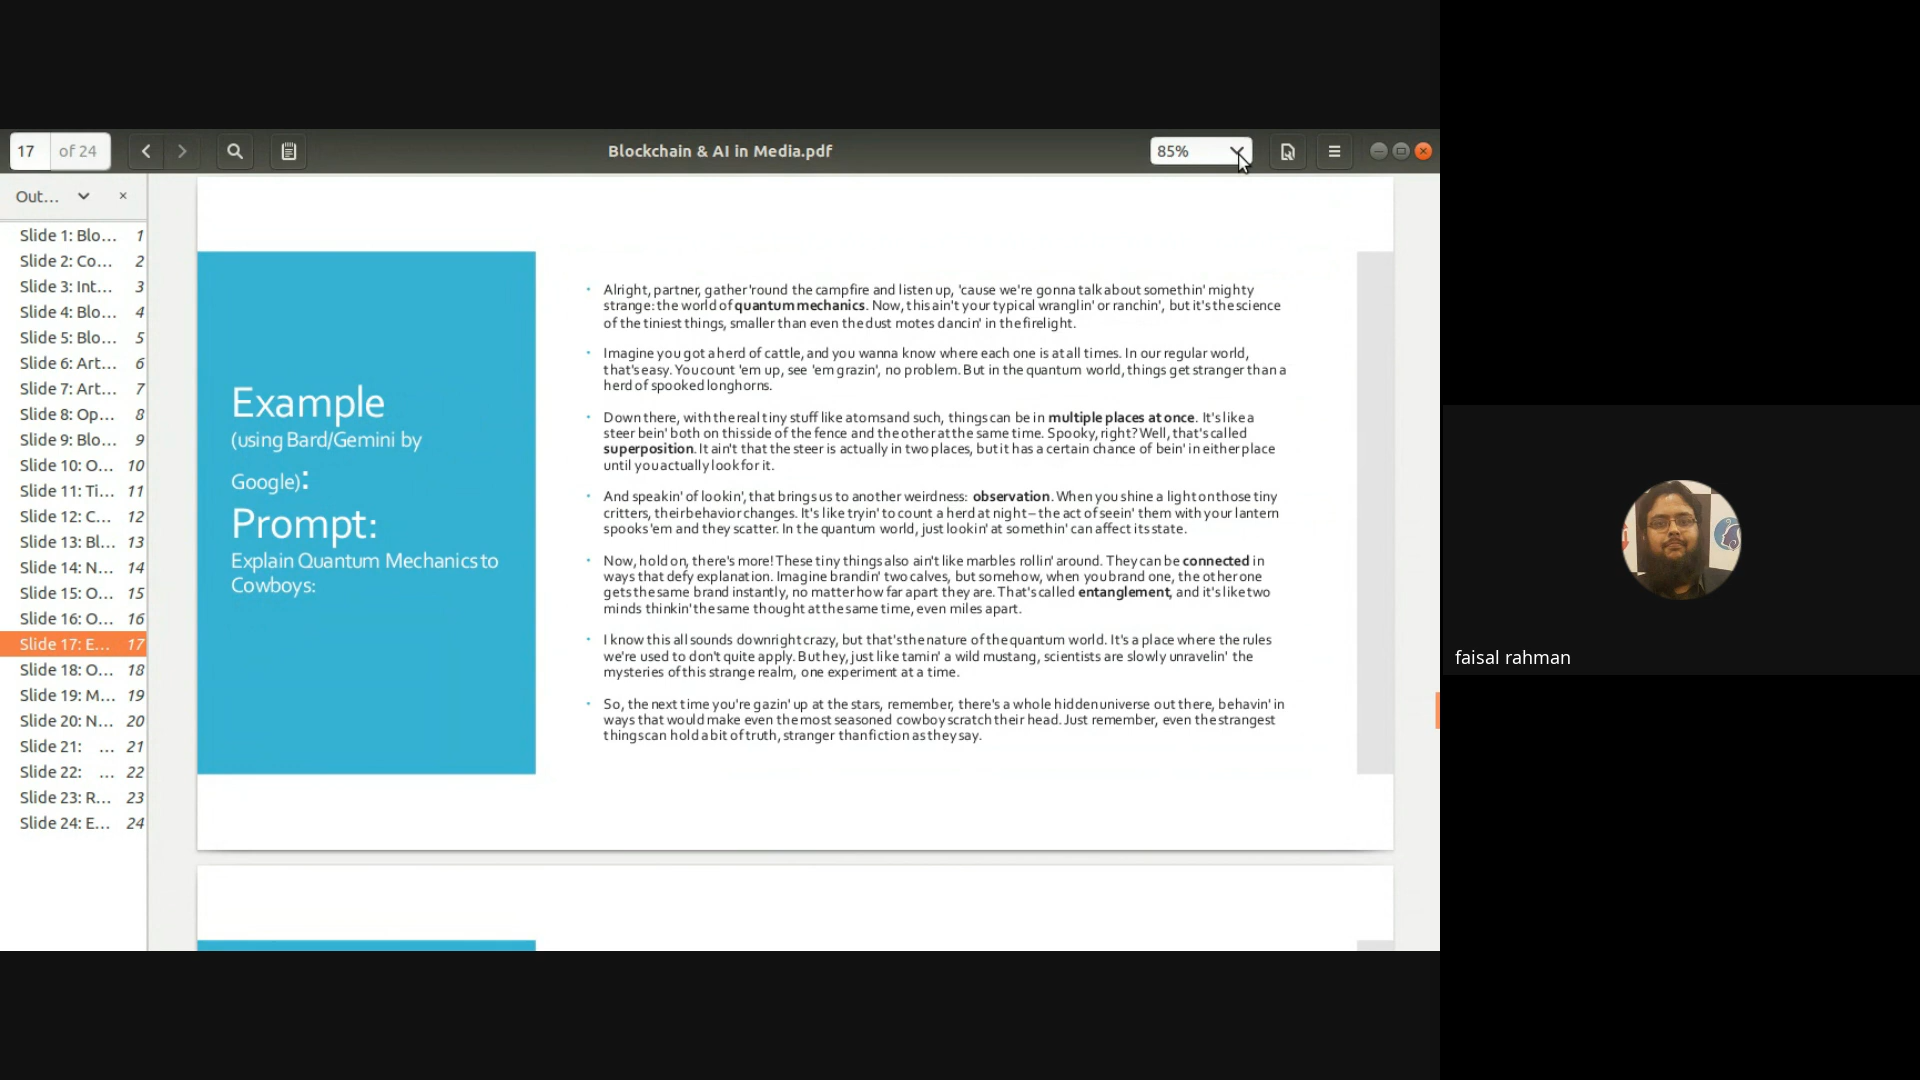 17 of 24
Blockchain & AI in Media.pdf
85%
Out...
Slide 1: Blo... 1
Slide 2: Co... 2
Slide 3: Int... 3
Slide 4: Blo... 4
Slide 5: Blo... 5
Slide 6: Art... 6
Slide 7: Art... 7
Slide 8: Op... 8
Slide 9: Blo... 9
Slide 10: O... 10
Slide 11: Ti... 11
Slide 12: C... 12
Slide 13: Bl... 13
Slide 14: N... 14
Slide 15: O... 15
Slide 16: O... 16
Slide 17: E... 17
Slide 18: O... 18
Slide 19: M... 19
Slide 20: N... 20
Slide 21: ... 21
Slide 22: ... 22
Slide 23: R... 23
Slide 24: E... 24
Example
(using Bard/Gemini by
Google):
Prompt:
Explain Quantum Mechanics to
Cowboys:
• Alright, partner, gather 'round the campfire and listen up, 'cause we're gonna talk about somethin' mighty
strange: the world of quantum mechanics. Now, this ain't your typical wranglin' or ranchin', but it's the science
of the tiniest things, smaller than even the dust motes dancin' in the firelight.
• Imagine you got a herd of cattle, and you wanna know where each one is at all times. In our regular world,
that's easy. You count 'em up, see 'em grazin', no problem. But in the quantum world, things get stranger than a
herd of spooked longhorns.
• Down there, with the real tiny stuff like atoms and such, things can be in multiple places at once. It's like a
steer bein' both on this side of the fence and the other at the same time. Spooky, right? Well, that's called
superposition. It ain't that the steer is actually in two places, but it has a certain chance of bein' in either place
until you actually look for it.
• And speakin' of lookin', that brings us to another weirdness: observation. When you shine a light on those tiny
critters, their behavior changes. It's like tryin' to count a herd at night – the act of seein' them with your lantern
spooks 'em and they scatter. In the quantum world, just lookin' at somethin' can affect its state.
• Now, hold on, there's more! These tiny things also ain't like marbles rollin' around. They can be connected in
ways that defy explanation. Imagine brandin' two calves, but somehow, when you brand one, the other one
gets the same brand instantly, no matter how far apart they are. That's called entanglement, and it's like two
minds thinkin' the same thought at the same time, even miles apart.
• I know this all sounds downright crazy, but that's the nature of the quantum world. It's a place where the rules
we're used to don't quite apply. But hey, just like tamin' a wild mustang, scientists are slowly unravelin' the
mysteries of this strange realm, one experiment at a time.
• So, the next time you're gazin' up at the stars, remember, there's a whole hidden universe out there, behavin' in
ways that would make even the most seasoned cowboy scratch their head. Just remember, even the strangest
things can hold a bit of truth, stranger than fiction as they say.
faisal rahman